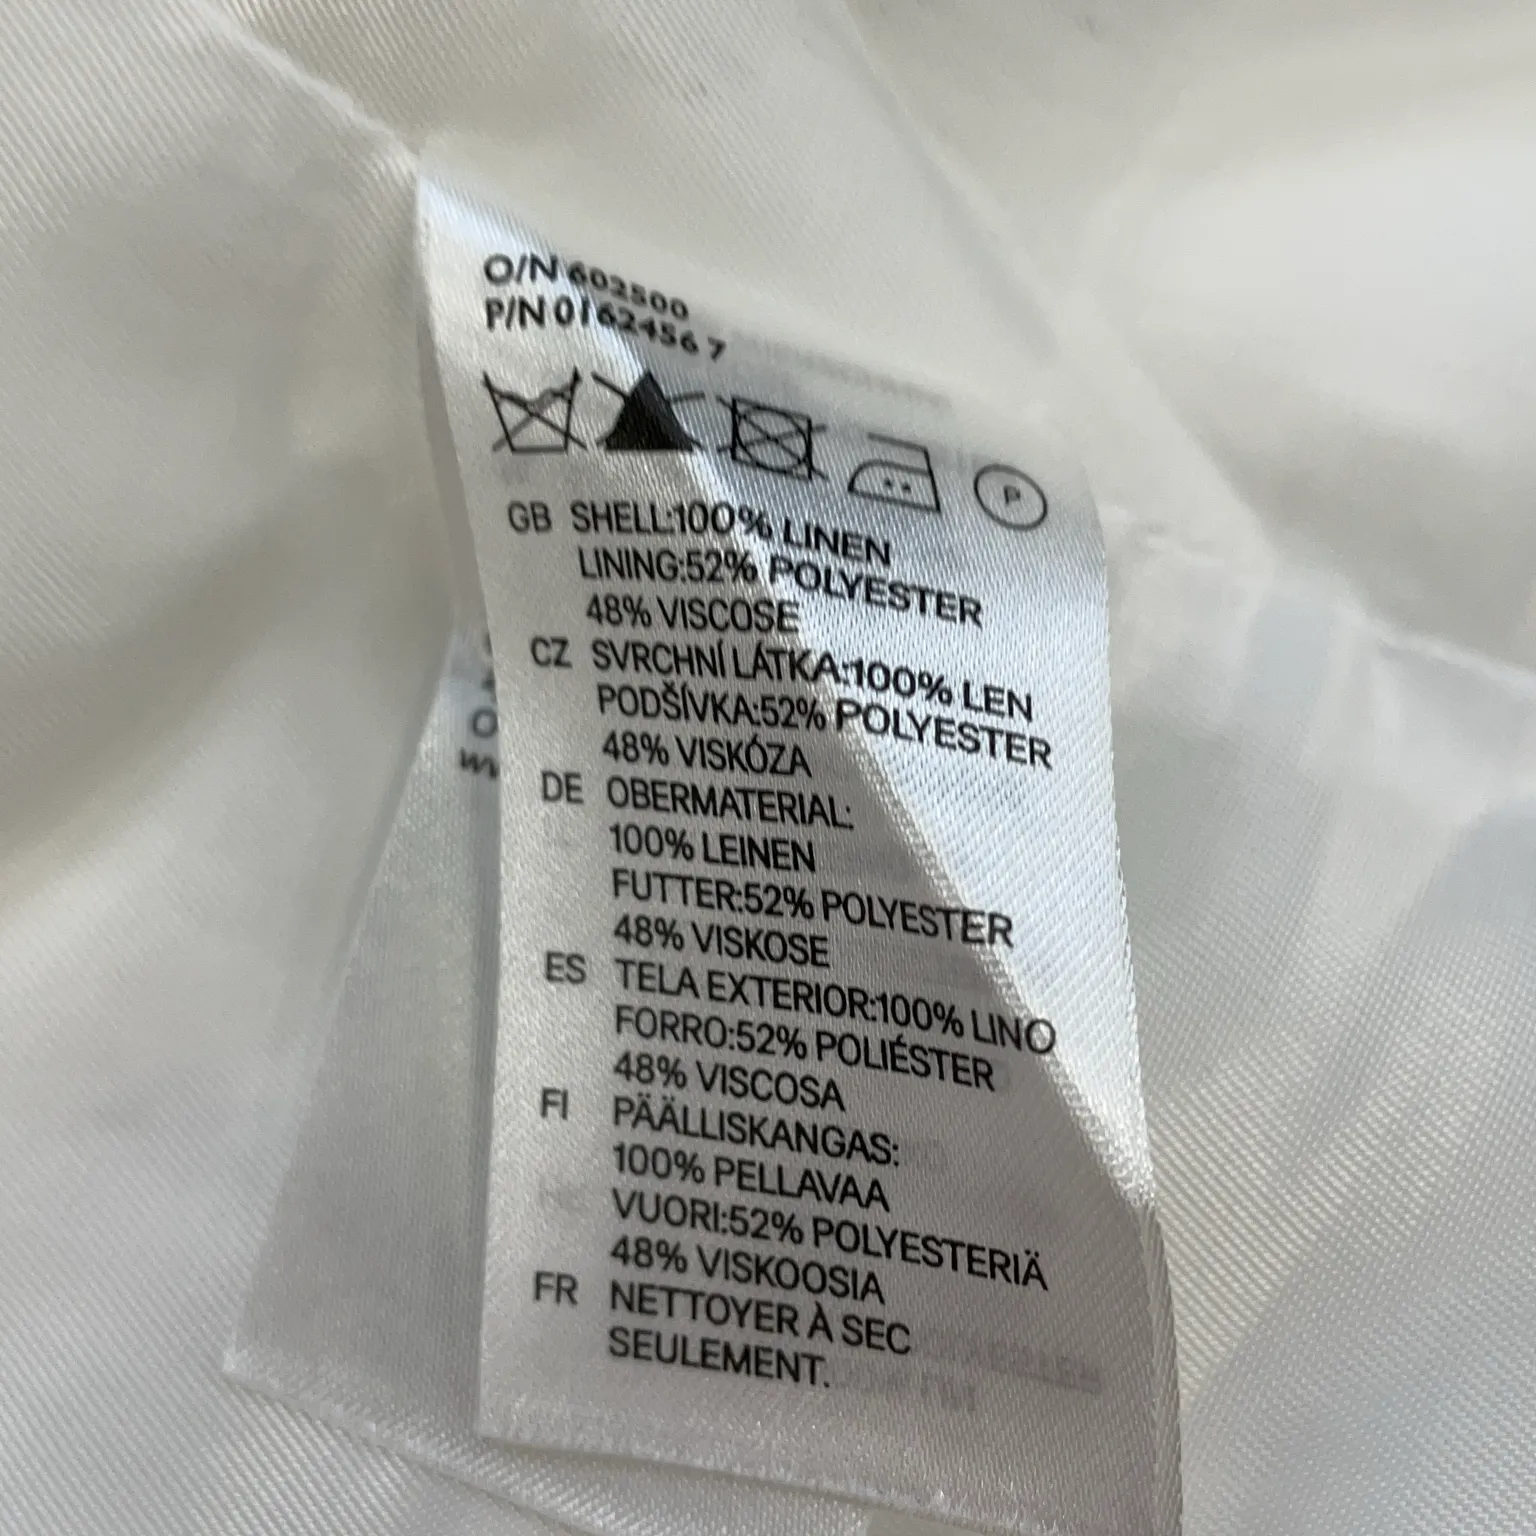 O/N 602500
P/N 0162456 7
P
GB SHELL:100% LINEN
LINING:52% POLYESTER
48% VISCOSE
CZ SVRCHNÍ LÁTKA:100% LEN
PODŠÍVKA:52% POLYESTER
48% VISKÓZA
DE OBERMATERIAL:
100% LEINEN
FUTTER:52% POLYESTER
48% VISKOSE
ES TELA EXTERIOR:100% LINO
FORRO:52% POLIÉSTER
48% VISCOSA
FI PÄÄLLISKANGAS:
100% PELLAVAA
VUORI:52% POLYESTERIÄ
48% VISKOOSIA
FR NETTOYER À SEC
SEULEMENT.